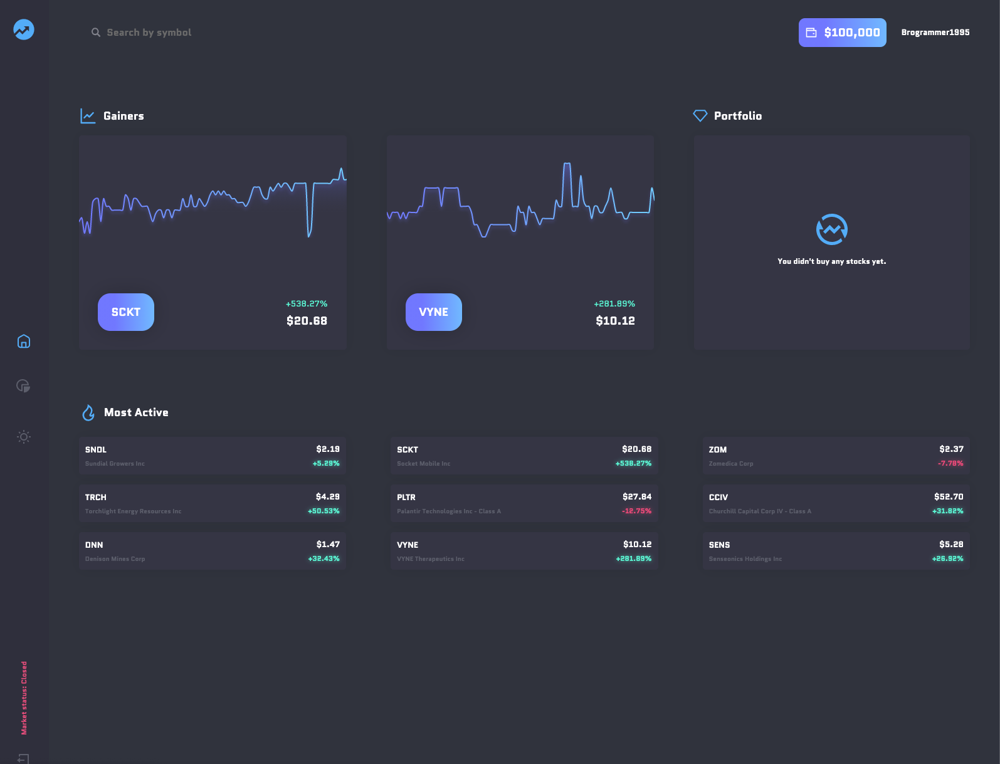 Search by symbol
$100,000
Brogrammer1995
Gainers
Portfolio
SCKT
+538.27%
$20.68
VYNE
+281.89%
$10.12
You didn't buy any stocks yet.
Most Active
SNDL
$2.19
Sundial Growers Inc
+5.29%
SCKT
$20.68
Socket Mobile Inc
+538.27%
ZOM
$2.37
Zomedica Corp
-7.78%
TRCH
$4.29
Torchlight Energy Resources Inc
+50.53%
PLTR
$27.84
Palantir Technologies Inc - Class A
-12.75%
CCIV
$52.70
Churchill Capital Corp IV - Class A
+31.82%
DNN
$1.47
Denison Mines Corp
+32.43%
VYNE
$10.12
VYNE Therapeutics Inc
+281.89%
SENS
$5.28
Senseonics Holdings Inc
+26.92%
Market status: Closed